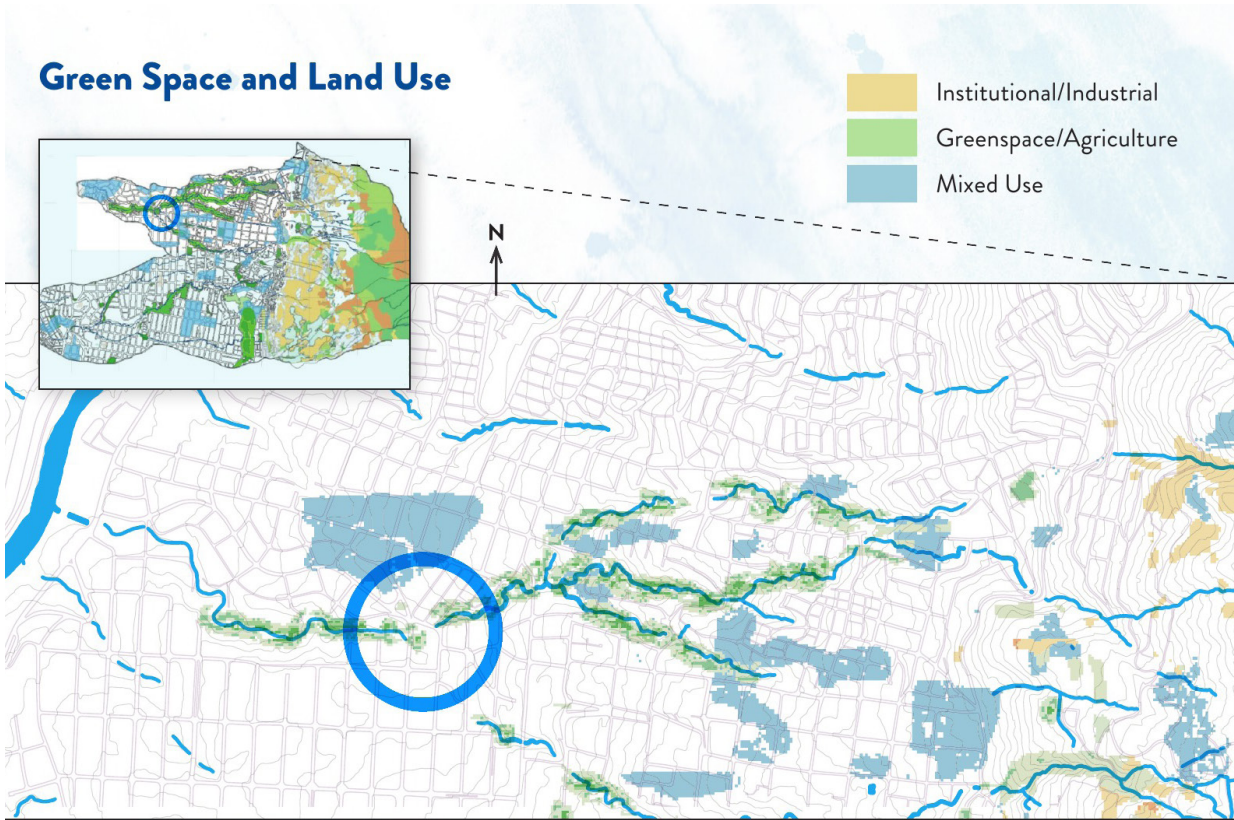 Green Space and Land Use
Institutional/Industrial
Greenspace/Agriculture
Mixed Use
N